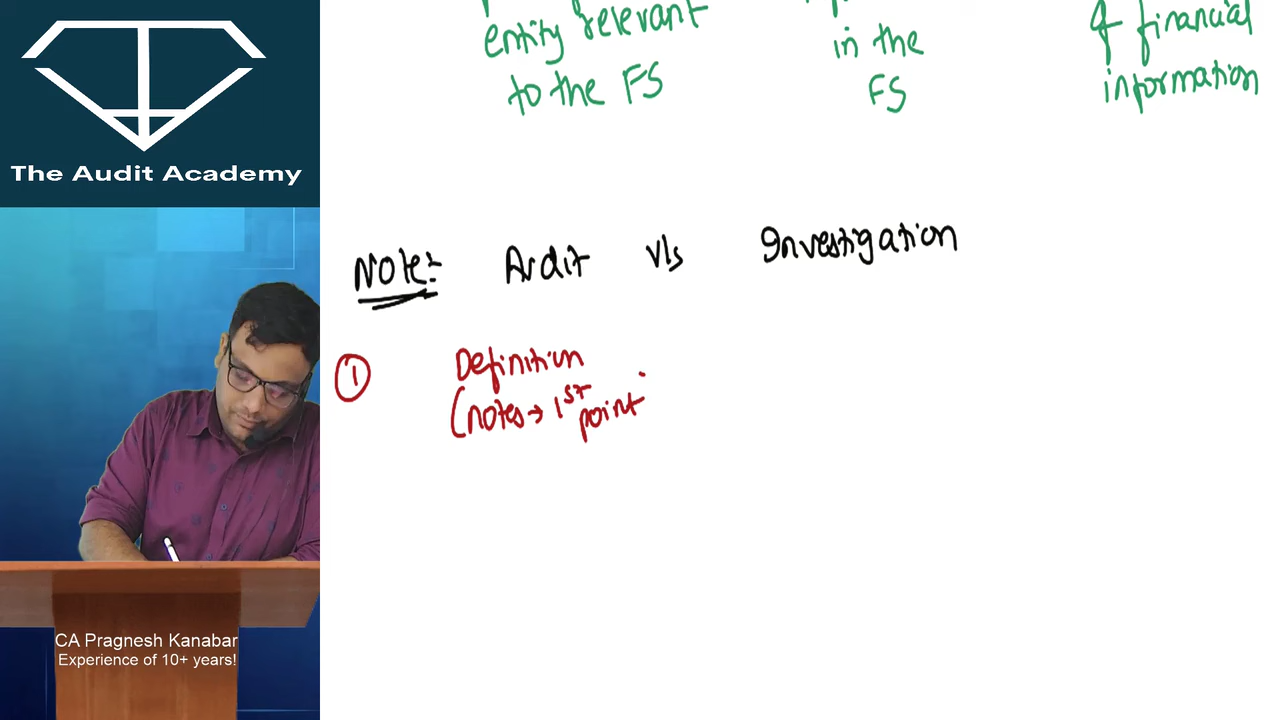 The Audit Academy
entity relevant
to the FS
in the
FS
& financial
information
Note:- Audit v/s Investigation
① Definition
(notes → 1st point
CA Pragnesh Kanabar
Experience of 10+ years!